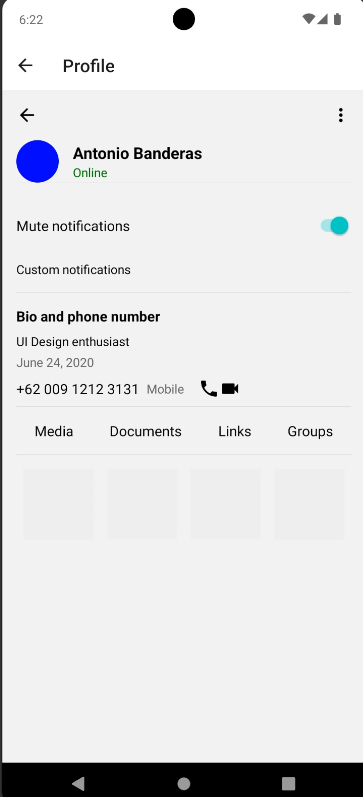 6:22
Profile
Antonio Banderas
Online
Mute notifications
Custom notifications
Bio and phone number
UI Design enthusiast
June 24, 2020
+62 009 1212 3131 Mobile
Media Documents Links Groups